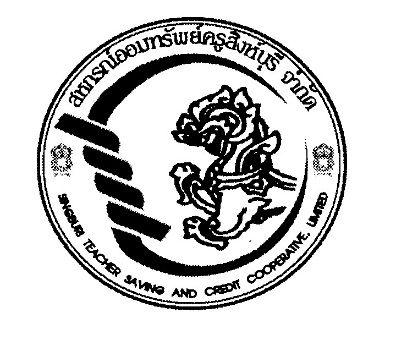 สหกรณ์ออมทรัพย์ครูสิงห์บุรี จำกัด
SINGBURI TEACHER SAVING AND CREDIT COOPERATIVE, LIMITED